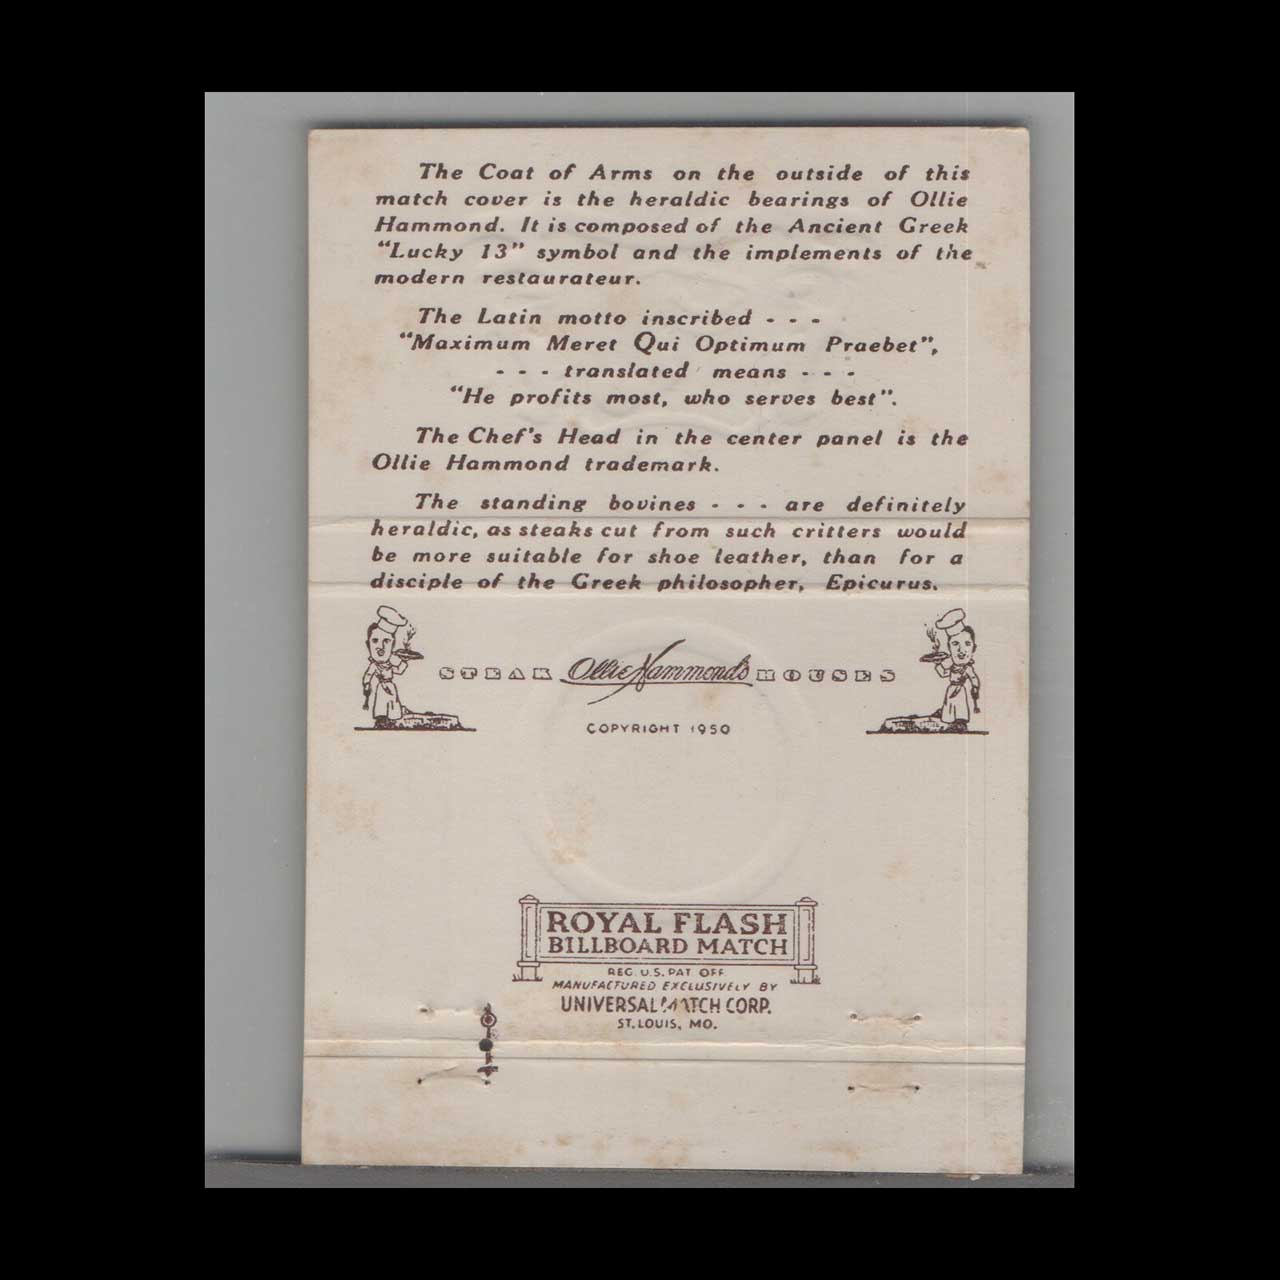 The Coat of Arms on the outside of this
match cover is the heraldic bearings of Ollie
Hammond. It is composed of the Ancient Greek
“Lucky 13” symbol and the implements of the
modern restaurateur.
The Latin motto inscribed - - -
“Maximum Meret Qui Optimum Praebet”,
- - - translated means - - -
“He profits most, who serves best”.
The Chef's Head in the center panel is the
Ollie Hammond trademark.
The standing bovines - - - are definitely
heraldic, as steaks cut from such critters would
be more suitable for shoe leather, than for a
disciple of the Greek philosopher, Epicurus.
STEAK Ollie Hammond's HOUSES
COPYRIGHT 1950
ROYAL FLASH
BILLBOARD MATCH
REG. U.S. PAT. OFF.
MANUFACTURED EXCLUSIVELY BY
UNIVERSAL MATCH CORP.
ST. LOUIS, MO.